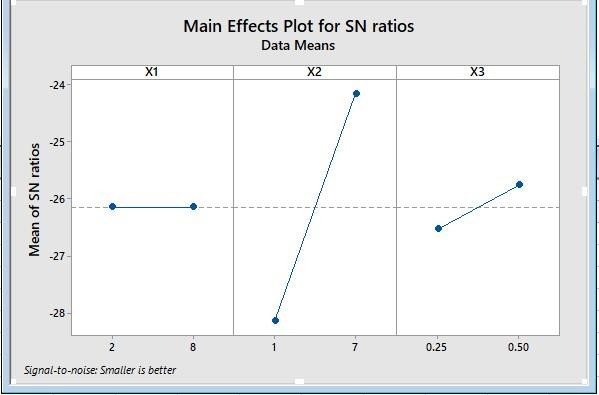 Main Effects Plot for SN ratios
Data Means
X1 X2 X3
Mean of SN ratios
-24
-25
-26
-27
-28
2 8 1 7 0.25 0.50
Signal-to-noise: Smaller is better